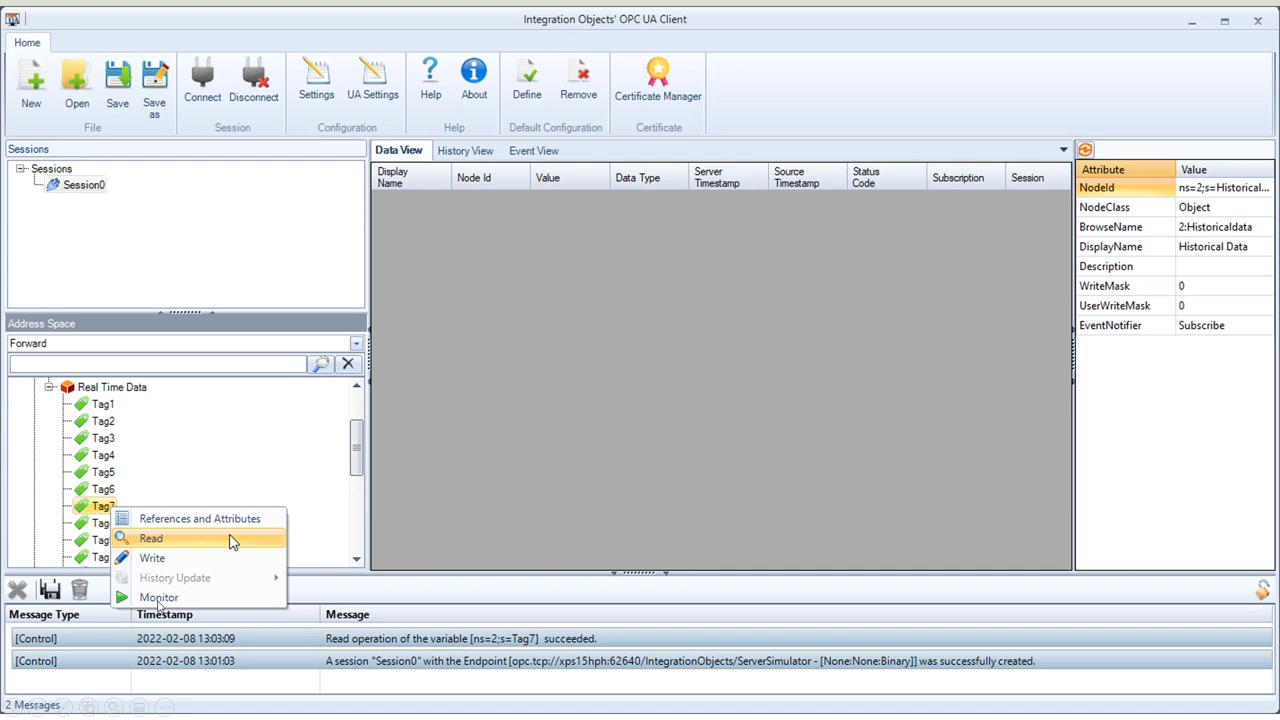 Integration Objects' OPC UA Client
Home
New
Open
Save
Save as
Connect
Disconnect
Settings
UA Settings
Help
About
Define
Remove
Certificate Manager
File
Session
Configuration
Help
Default Configuration
Certificate
Sessions
Sessions
Session0
Address Space
Forward
Real Time Data
Tag1
Tag2
Tag3
Tag4
Tag5
Tag6
Tag7
References and Attributes
Read
Write
History Update
Monitor
Data View
History View
Event View
Display Name
Node Id
Value
Data Type
Server Timestamp
Source Timestamp
Status Code
Subscription
Session
Attribute Value
NodeId ns=2;s=Historical...
NodeClass Object
BrowseName 2:Historicaldata
DisplayName Historical Data
Description
WriteMask 0
UserWriteMask 0
EventNotifier Subscribe
Message Type Timestamp Message
[Control] 2022-02-08 13:03:09 Read operation of the variable [ns=2;s=Tag7] succeeded.
[Control] 2022-02-08 13:01:03 A session "Session0" with the Endpoint [opc.tcp://xps15hph:62640/IntegrationObjects/ServerSimulator - [None:None:Binary]] was successfully created.
2 Messages